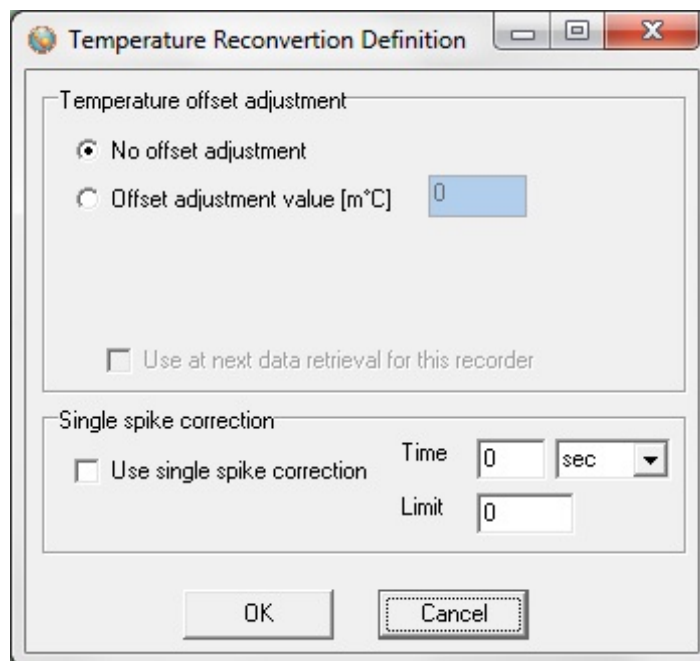 Temperature Reconvertion Definition
Temperature offset adjustment
No offset adjustment
Offset adjustment value [m°C] 0
Use at next data retrieval for this recorder
Single spike correction
Use single spike correction Time 0 sec
Limit 0
OK Cancel